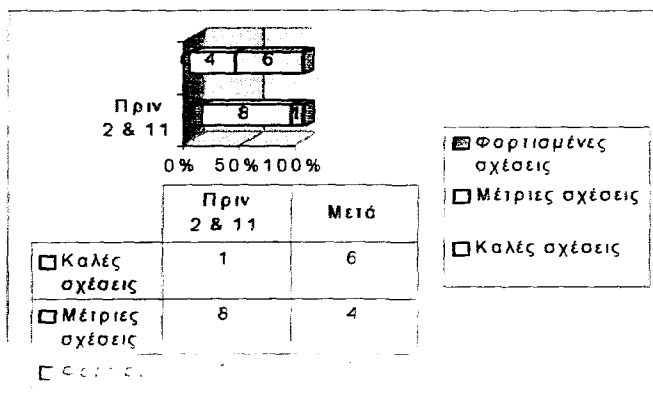 4 6
Πριν
2 & 11
8 1
0% 50% 100%
Φορτισμένες
σχέσεις
Μέτριες σχέσεις
Καλές σχέσεις
Πριν
2 & 11
Μετά
Καλές
σχέσεις
1 6
Μέτριες
σχέσεις
8 4